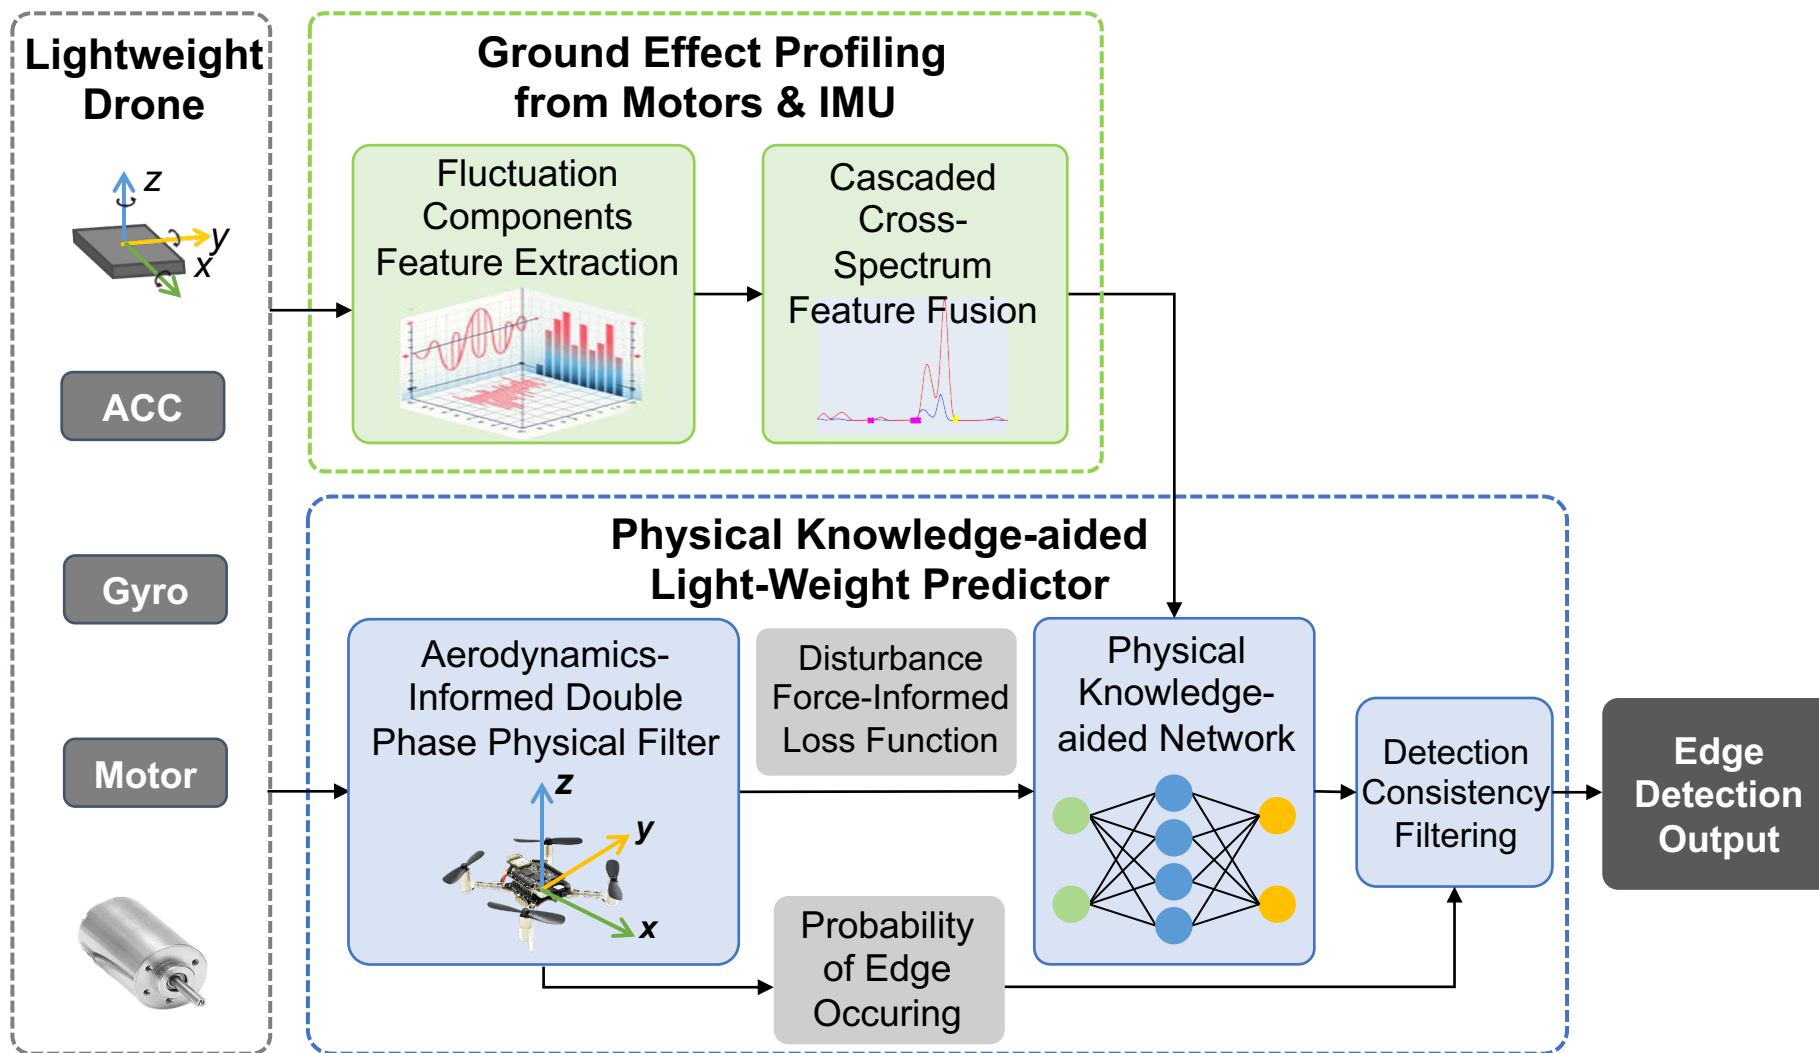 Lightweight
Drone
z
y
x
ACC
Gyro
Motor
Ground Effect Profiling
from Motors & IMU
Fluctuation
Components
Feature Extraction
Cascaded
Cross-
Spectrum
Feature Fusion
Physical Knowledge-aided
Light-Weight Predictor
Aerodynamics-
Informed Double
Phase Physical Filter
z
y
x
Disturbance
Force-Informed
Loss Function
Probability
of Edge
Occuring
Physical
Knowledge-
aided Network
Detection
Consistency
Filtering
Edge
Detection
Output